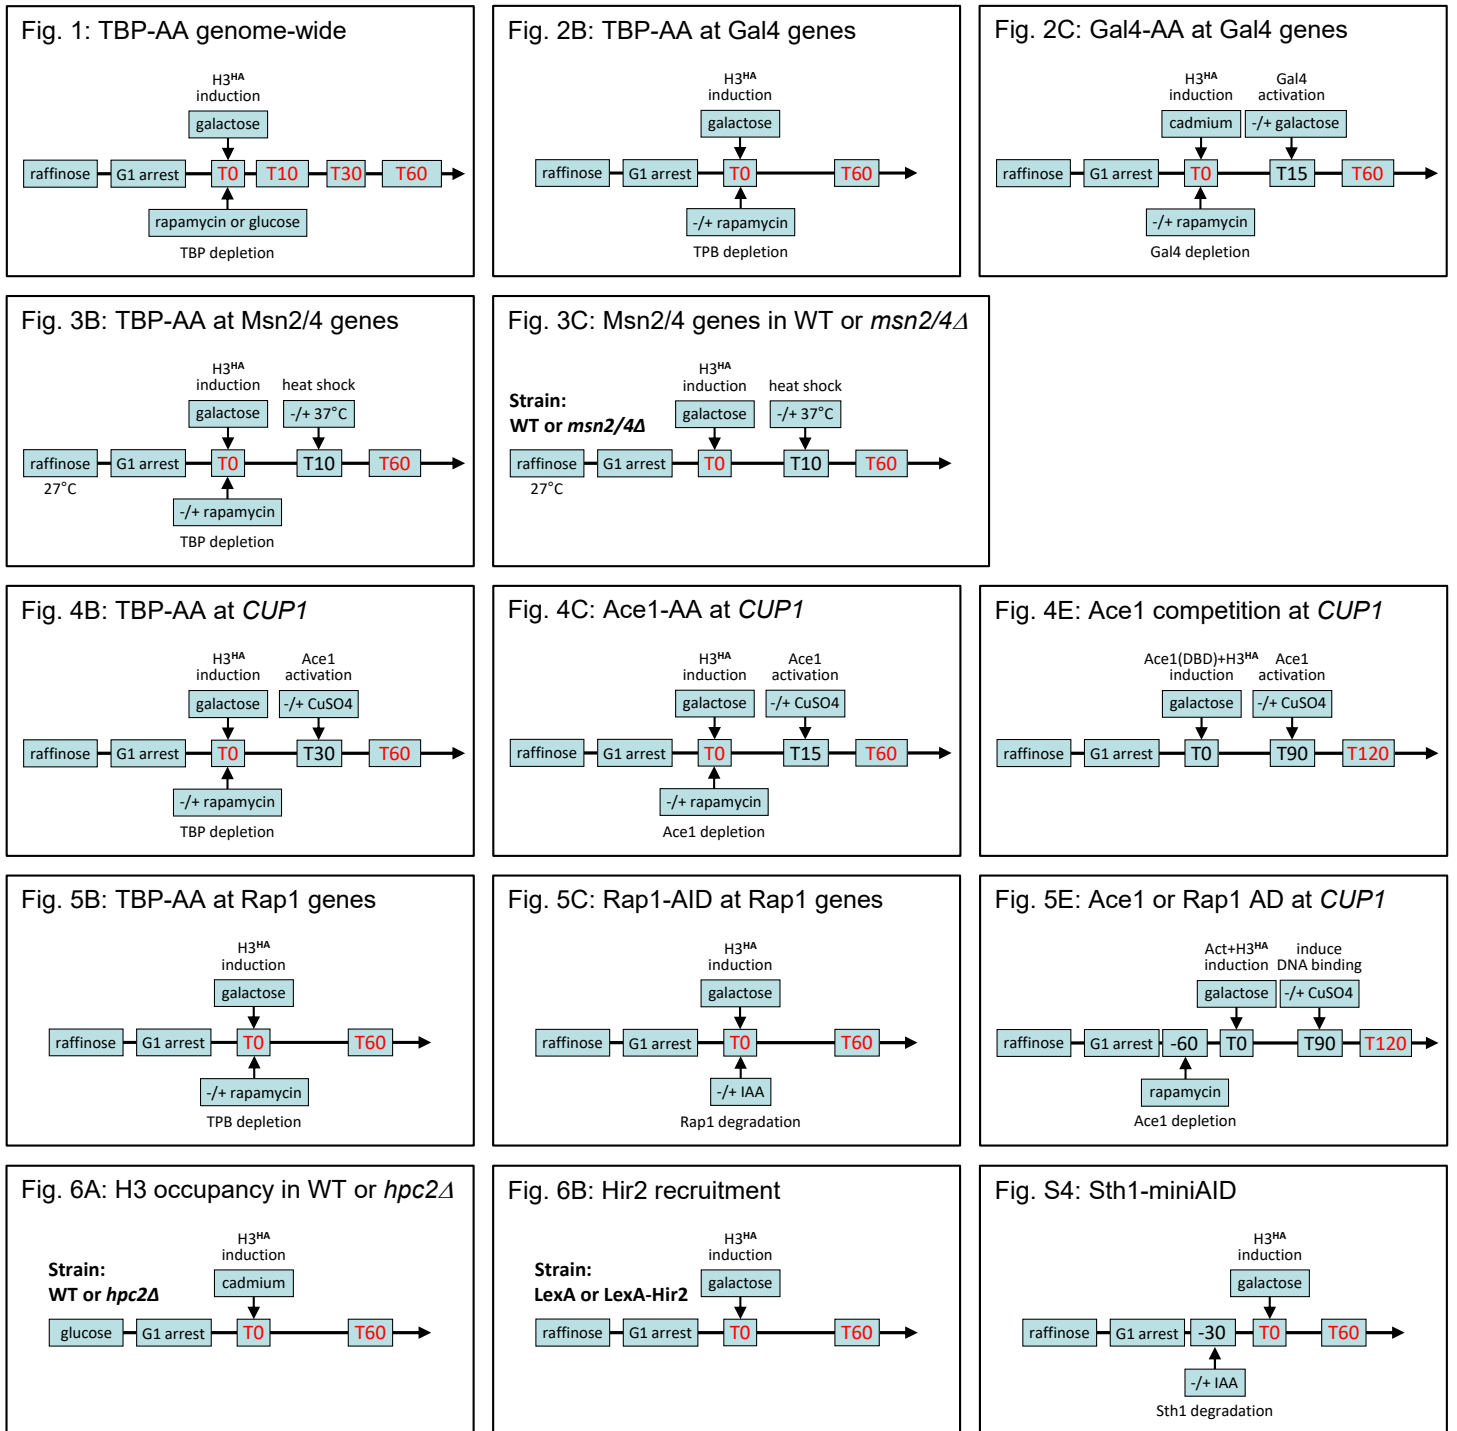 Fig. 1: TBP-AA genome-wide
H3HA
induction
galactose
raffinose G1 arrest T0 T10 T30 T60
rapamycin or glucose
TBP depletion
Fig. 2B: TBP-AA at Gal4 genes
H3HA
induction
galactose
raffinose G1 arrest T0 T60
-/+ rapamycin
TPB depletion
Fig. 2C: Gal4-AA at Gal4 genes
H3HA Gal4
induction activation
cadmium -/+ galactose
raffinose G1 arrest T0 T15 T60
-/+ rapamycin
Gal4 depletion
Fig. 3B: TBP-AA at Msn2/4 genes
H3HA
induction heat shock
galactose -/+ 37°C
raffinose G1 arrest T0 T10 T60
27°C
-/+ rapamycin
TBP depletion
Fig. 3C: Msn2/4 genes in WT or msn2/4Δ
H3HA
induction heat shock
Strain:
galactose -/+ 37°C
WT or msn2/4Δ
raffinose G1 arrest T0 T10 T60
27°C
Fig. 4B: TBP-AA at CUP1
H3HA Ace1
induction activation
galactose -/+ CuSO4
raffinose G1 arrest T0 T30 T60
-/+ rapamycin
TBP depletion
Fig. 4C: Ace1-AA at CUP1
H3HA Ace1
induction activation
galactose -/+ CuSO4
raffinose G1 arrest T0 T15 T60
-/+ rapamycin
Ace1 depletion
Fig. 4E: Ace1 competition at CUP1
Ace1(DBD)+H3HA Ace1
induction activation
galactose -/+ CuSO4
raffinose G1 arrest T0 T90 T120
Fig. 5B: TBP-AA at Rap1 genes
H3HA
induction
galactose
raffinose G1 arrest T0 T60
-/+ rapamycin
TPB depletion
Fig. 5C: Rap1-AID at Rap1 genes
H3HA
induction
galactose
raffinose G1 arrest T0 T60
-/+ IAA
Rap1 degradation
Fig. 5E: Ace1 or Rap1 AD at CUP1
Act+H3HA induce
induction DNA binding
galactose -/+ CuSO4
raffinose G1 arrest -60 T0 T90 T120
rapamycin
Ace1 depletion
Fig. 6A: H3 occupancy in WT or hpc2Δ
H3HA
induction
Strain:
cadmium
WT or hpc2Δ
glucose G1 arrest T0 T60
Fig. 6B: Hir2 recruitment
H3HA
induction
Strain:
galactose
LexA or LexA-Hir2
raffinose G1 arrest T0 T60
Fig. S4: Sth1-miniAID
H3HA
induction
galactose
raffinose G1 arrest -30 T0 T60
-/+ IAA
Sth1 degradation